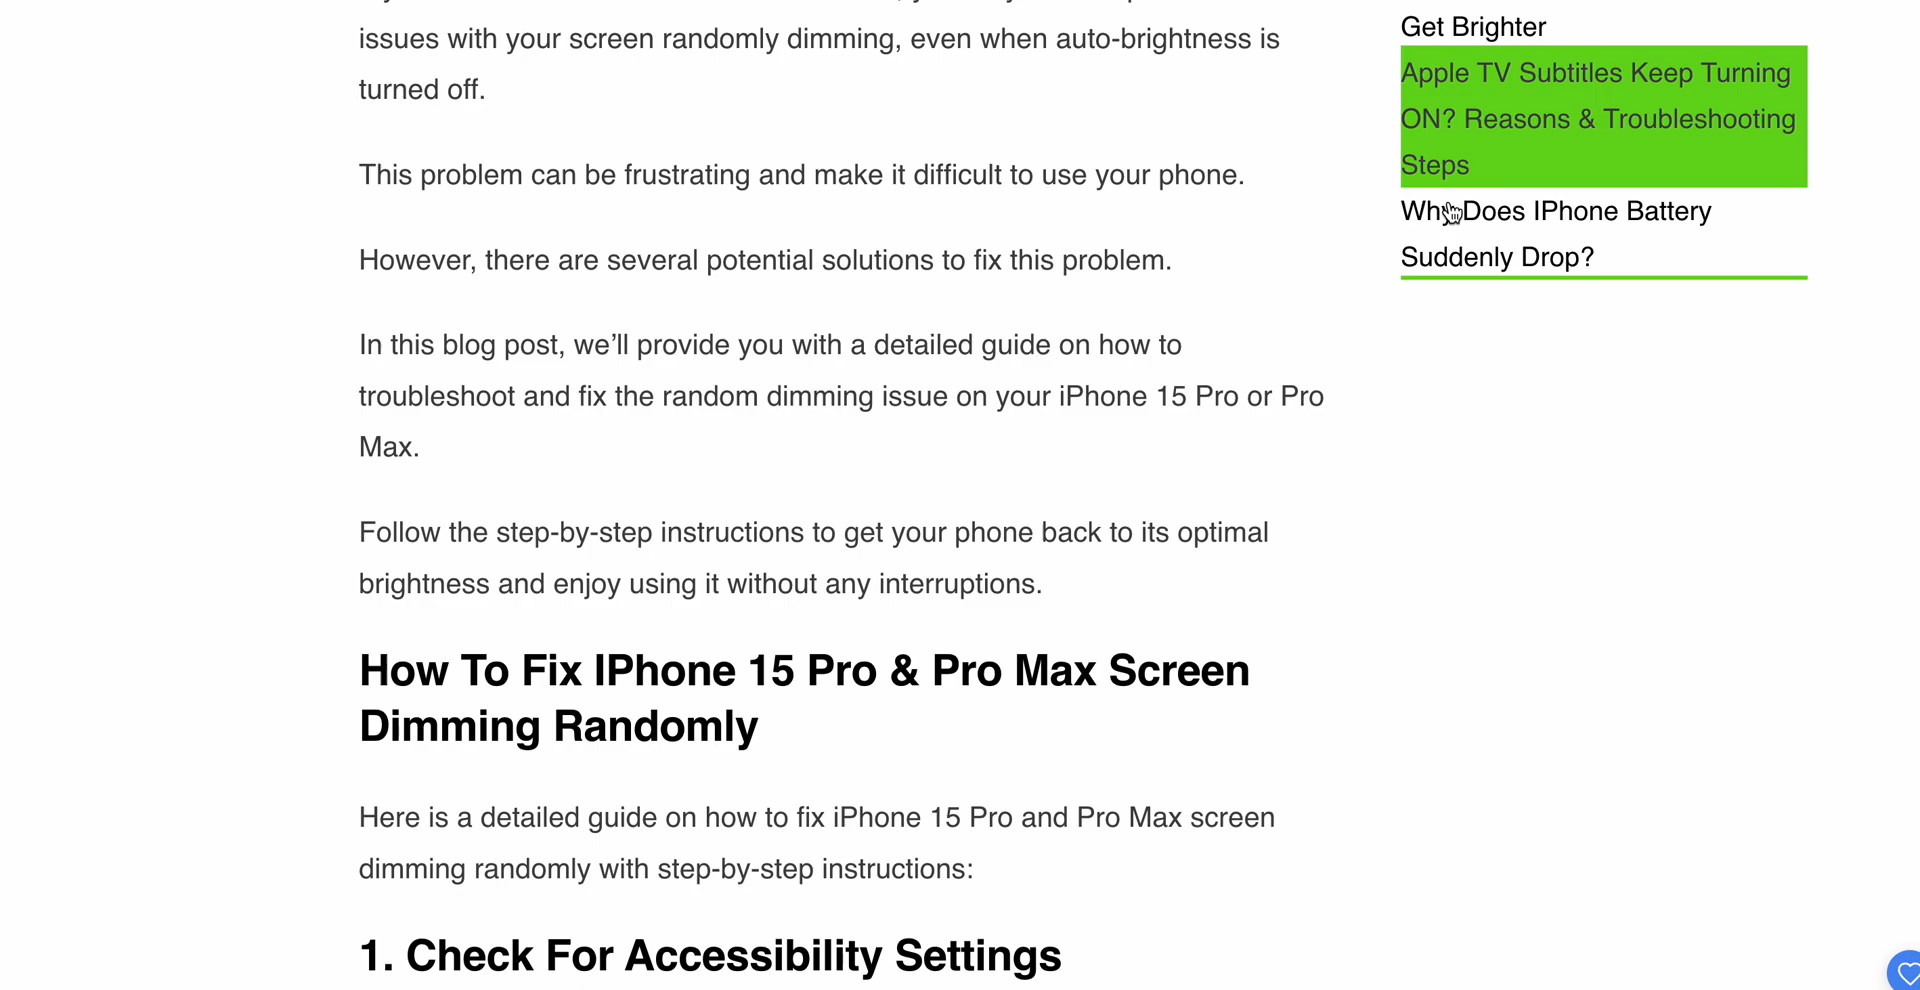 issues with your screen randomly dimming, even when auto-brightness is
turned off.
This problem can be frustrating and make it difficult to use your phone.
However, there are several potential solutions to fix this problem.
In this blog post, we’ll provide you with a detailed guide on how to
troubleshoot and fix the random dimming issue on your iPhone 15 Pro or Pro
Max.
Follow the step-by-step instructions to get your phone back to its optimal
brightness and enjoy using it without any interruptions.
How To Fix IPhone 15 Pro & Pro Max Screen
Dimming Randomly
Here is a detailed guide on how to fix iPhone 15 Pro and Pro Max screen
dimming randomly with step-by-step instructions:
1. Check For Accessibility Settings
Get Brighter
Apple TV Subtitles Keep Turning
ON? Reasons & Troubleshooting
Steps
Why Does IPhone Battery
Suddenly Drop?